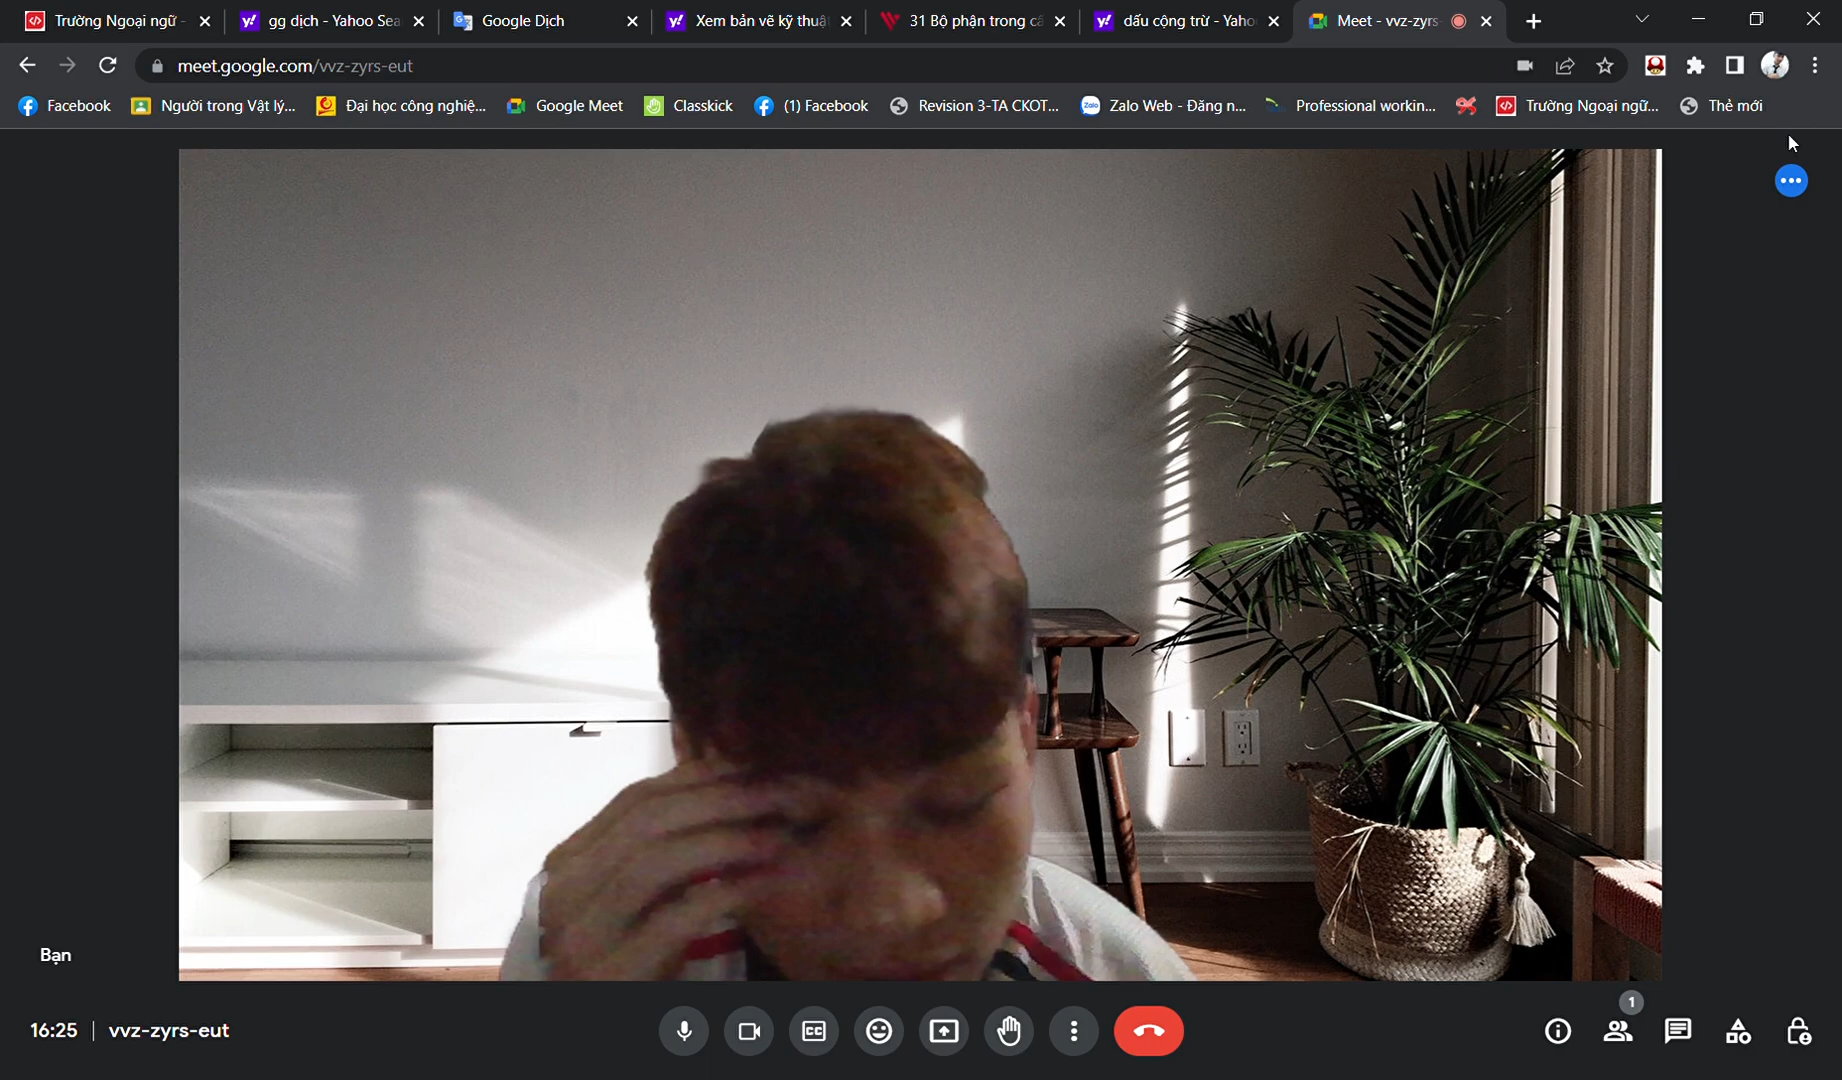 Trường Ngoại ngữ -
gg dịch - Yahoo Sea
Google Dịch
Xem bản vẽ kỹ thuật
31 Bộ phận trong câ
dấu cộng trừ - Yaho
Meet - vvz-zyrs-
meet.google.com/vvz-zyrs-eut
Facebook
Người trong Vật lý...
Đại học công nghiệ...
Google Meet
Classkick
(1) Facebook
Revision 3-TA CKOT...
Zalo Web - Đăng n...
Professional workin...
Trường Ngoại ngữ...
Thẻ mới
Bạn
1
16:25
vvz-zyrs-eut